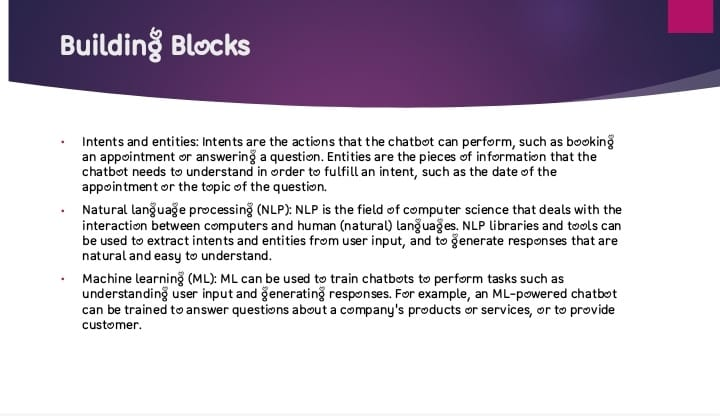 Building Blocks
• Intents and entities: Intents are the actions that the chatbot can perform, such as booking
an appointment or answering a question. Entities are the pieces of information that the
chatbot needs to understand in order to fulfill an intent, such as the date of the
appointment or the topic of the question.
• Natural language processing (NLP): NLP is the field of computer science that deals with the
interaction between computers and human (natural) languages. NLP libraries and tools can
be used to extract intents and entities from user input, and to generate responses that are
natural and easy to understand.
• Machine learning (ML): ML can be used to train chatbots to perform tasks such as
understanding user input and generating responses. For example, an ML-powered chatbot
can be trained to answer questions about a company's products or services, or to provide
customer.